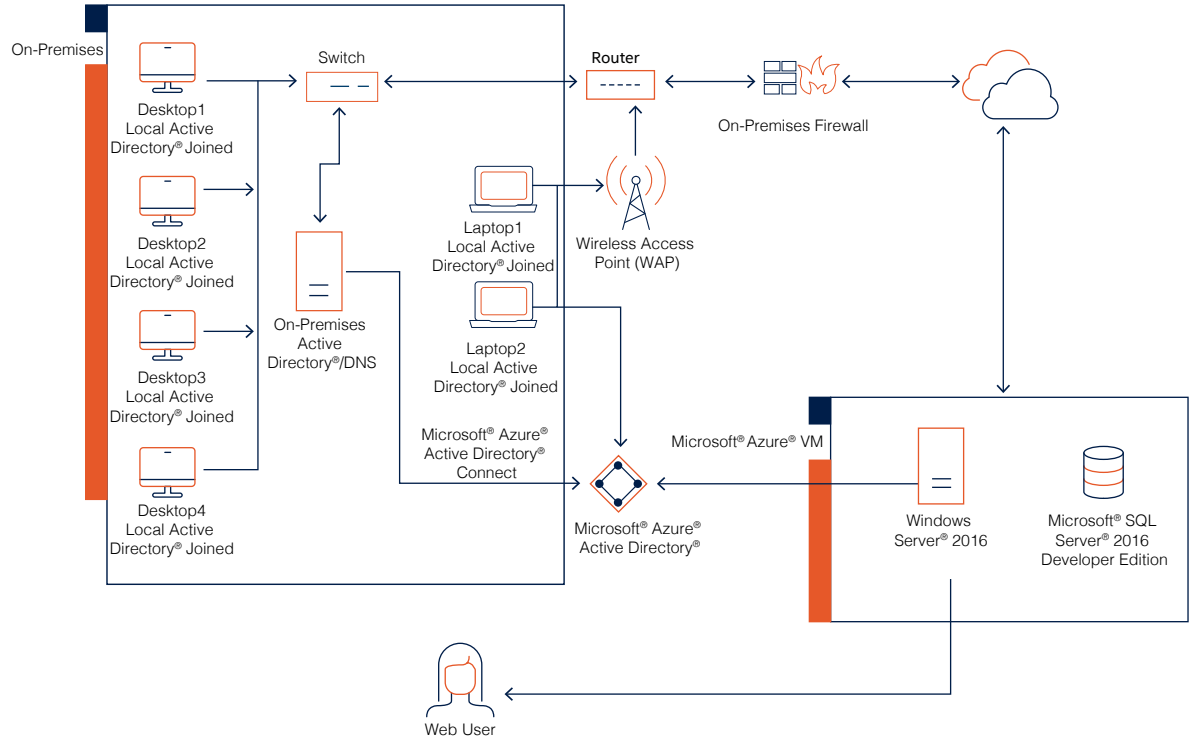 On-Premises
Switch
Router
Desktop1
Local Active
Directory® Joined
On-Premises Firewall
Desktop2
Local Active
Directory® Joined
Laptop1
Local Active
Directory® Joined
Wireless Access
Point (WAP)
On-Premises
Active
Directory®/DNS
Laptop2
Local Active
Directory® Joined
Desktop3
Local Active
Directory® Joined
Microsoft® Azure®
Active Directory®
Connect
Microsoft® Azure® VM
Desktop4
Local Active
Directory® Joined
Microsoft® Azure®
Active Directory®
Windows
Server® 2016
Microsoft® SQL
Server® 2016
Developer Edition
Web User